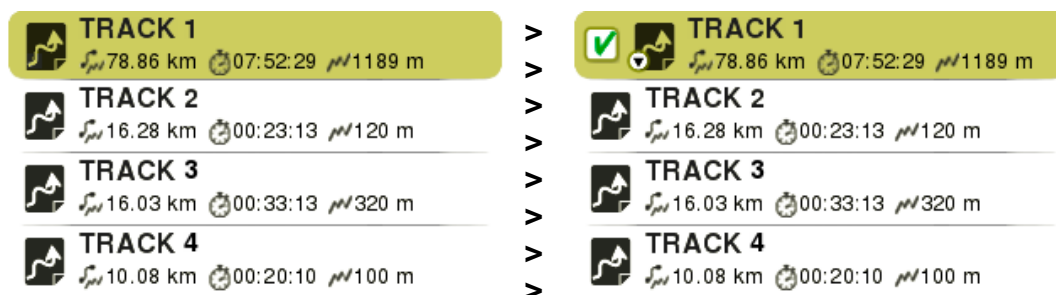 TRACK 1
78.86 km 07:52:29 1189 m
TRACK 2
16.28 km 00:23:13 120 m
TRACK 3
16.03 km 00:33:13 320 m
TRACK 4
10.08 km 00:20:10 100 m
>
>
>
>
>
>
>
>
TRACK 1
78.86 km 07:52:29 1189 m
TRACK 2
16.28 km 00:23:13 120 m
TRACK 3
16.03 km 00:33:13 320 m
TRACK 4
10.08 km 00:20:10 100 m